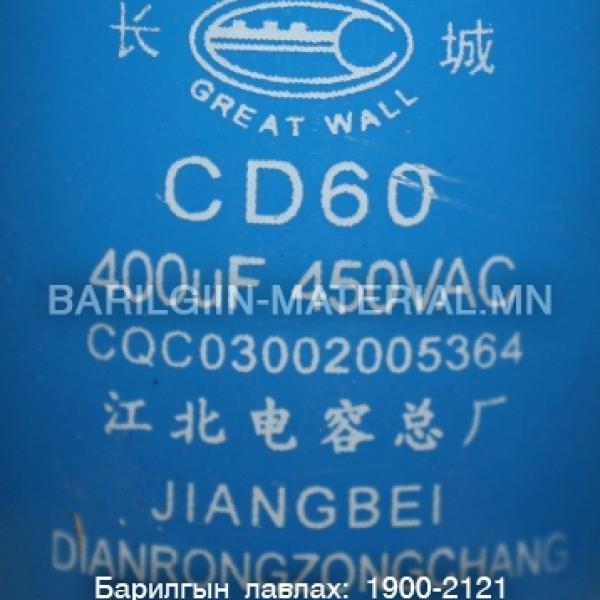 长 城
GREAT WALL
CD60
400uF 450VAC
BARILGIIN-MATERIAL.MN
CQC03002005364
江北电容总厂
JIANGBEI
DIANRONGZONGCHANG
Барилгын лавлах: 1900-2121